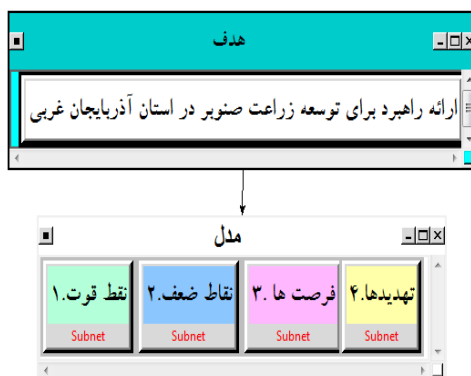 هدف
ارائه راهبرد برای توسعه زراعت صنوبر در استان آذربایجان غربی
مدل
۱.نقط قوت
۲.نقاط ضعف
۳. فرصت ها
۴.تهدیدها
Subnet
Subnet
Subnet
Subnet